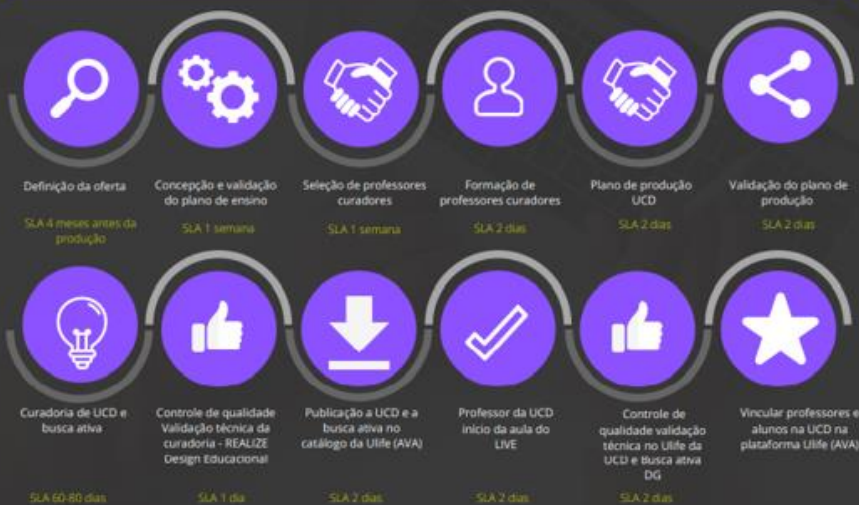 Definição da oferta
SLA 4 meses antes da
produção
Concepção e validação
do plano de ensino
SLA 1 semana
Seleção de professores
curadores
SLA 1 semana
Formação de
professores curadores
SLA 2 dias
Plano de produção
UCD
SLA 2 dias
Validação do plano de
produção
SLA 2 dias
Curadoria de UCD e
busca ativa
SLA 60-80 dias
Controle de qualidade
Validação técnica da
curadoria - REALIZE
Design Educacional
SLA 1 dia
Publicação a UCD e a
busca ativa no
catálogo da Ulife (AVA)
SLA 2 dias
Professor da UCD
início da aula do
LIVE
SLA 2 dias
Controle de
qualidade validação
técnica no Ulife da
UCD e Busca ativa
DG
SLA 2 dias
Vincular professores e
alunos na UCD na
plataforma Ulife (AVA)